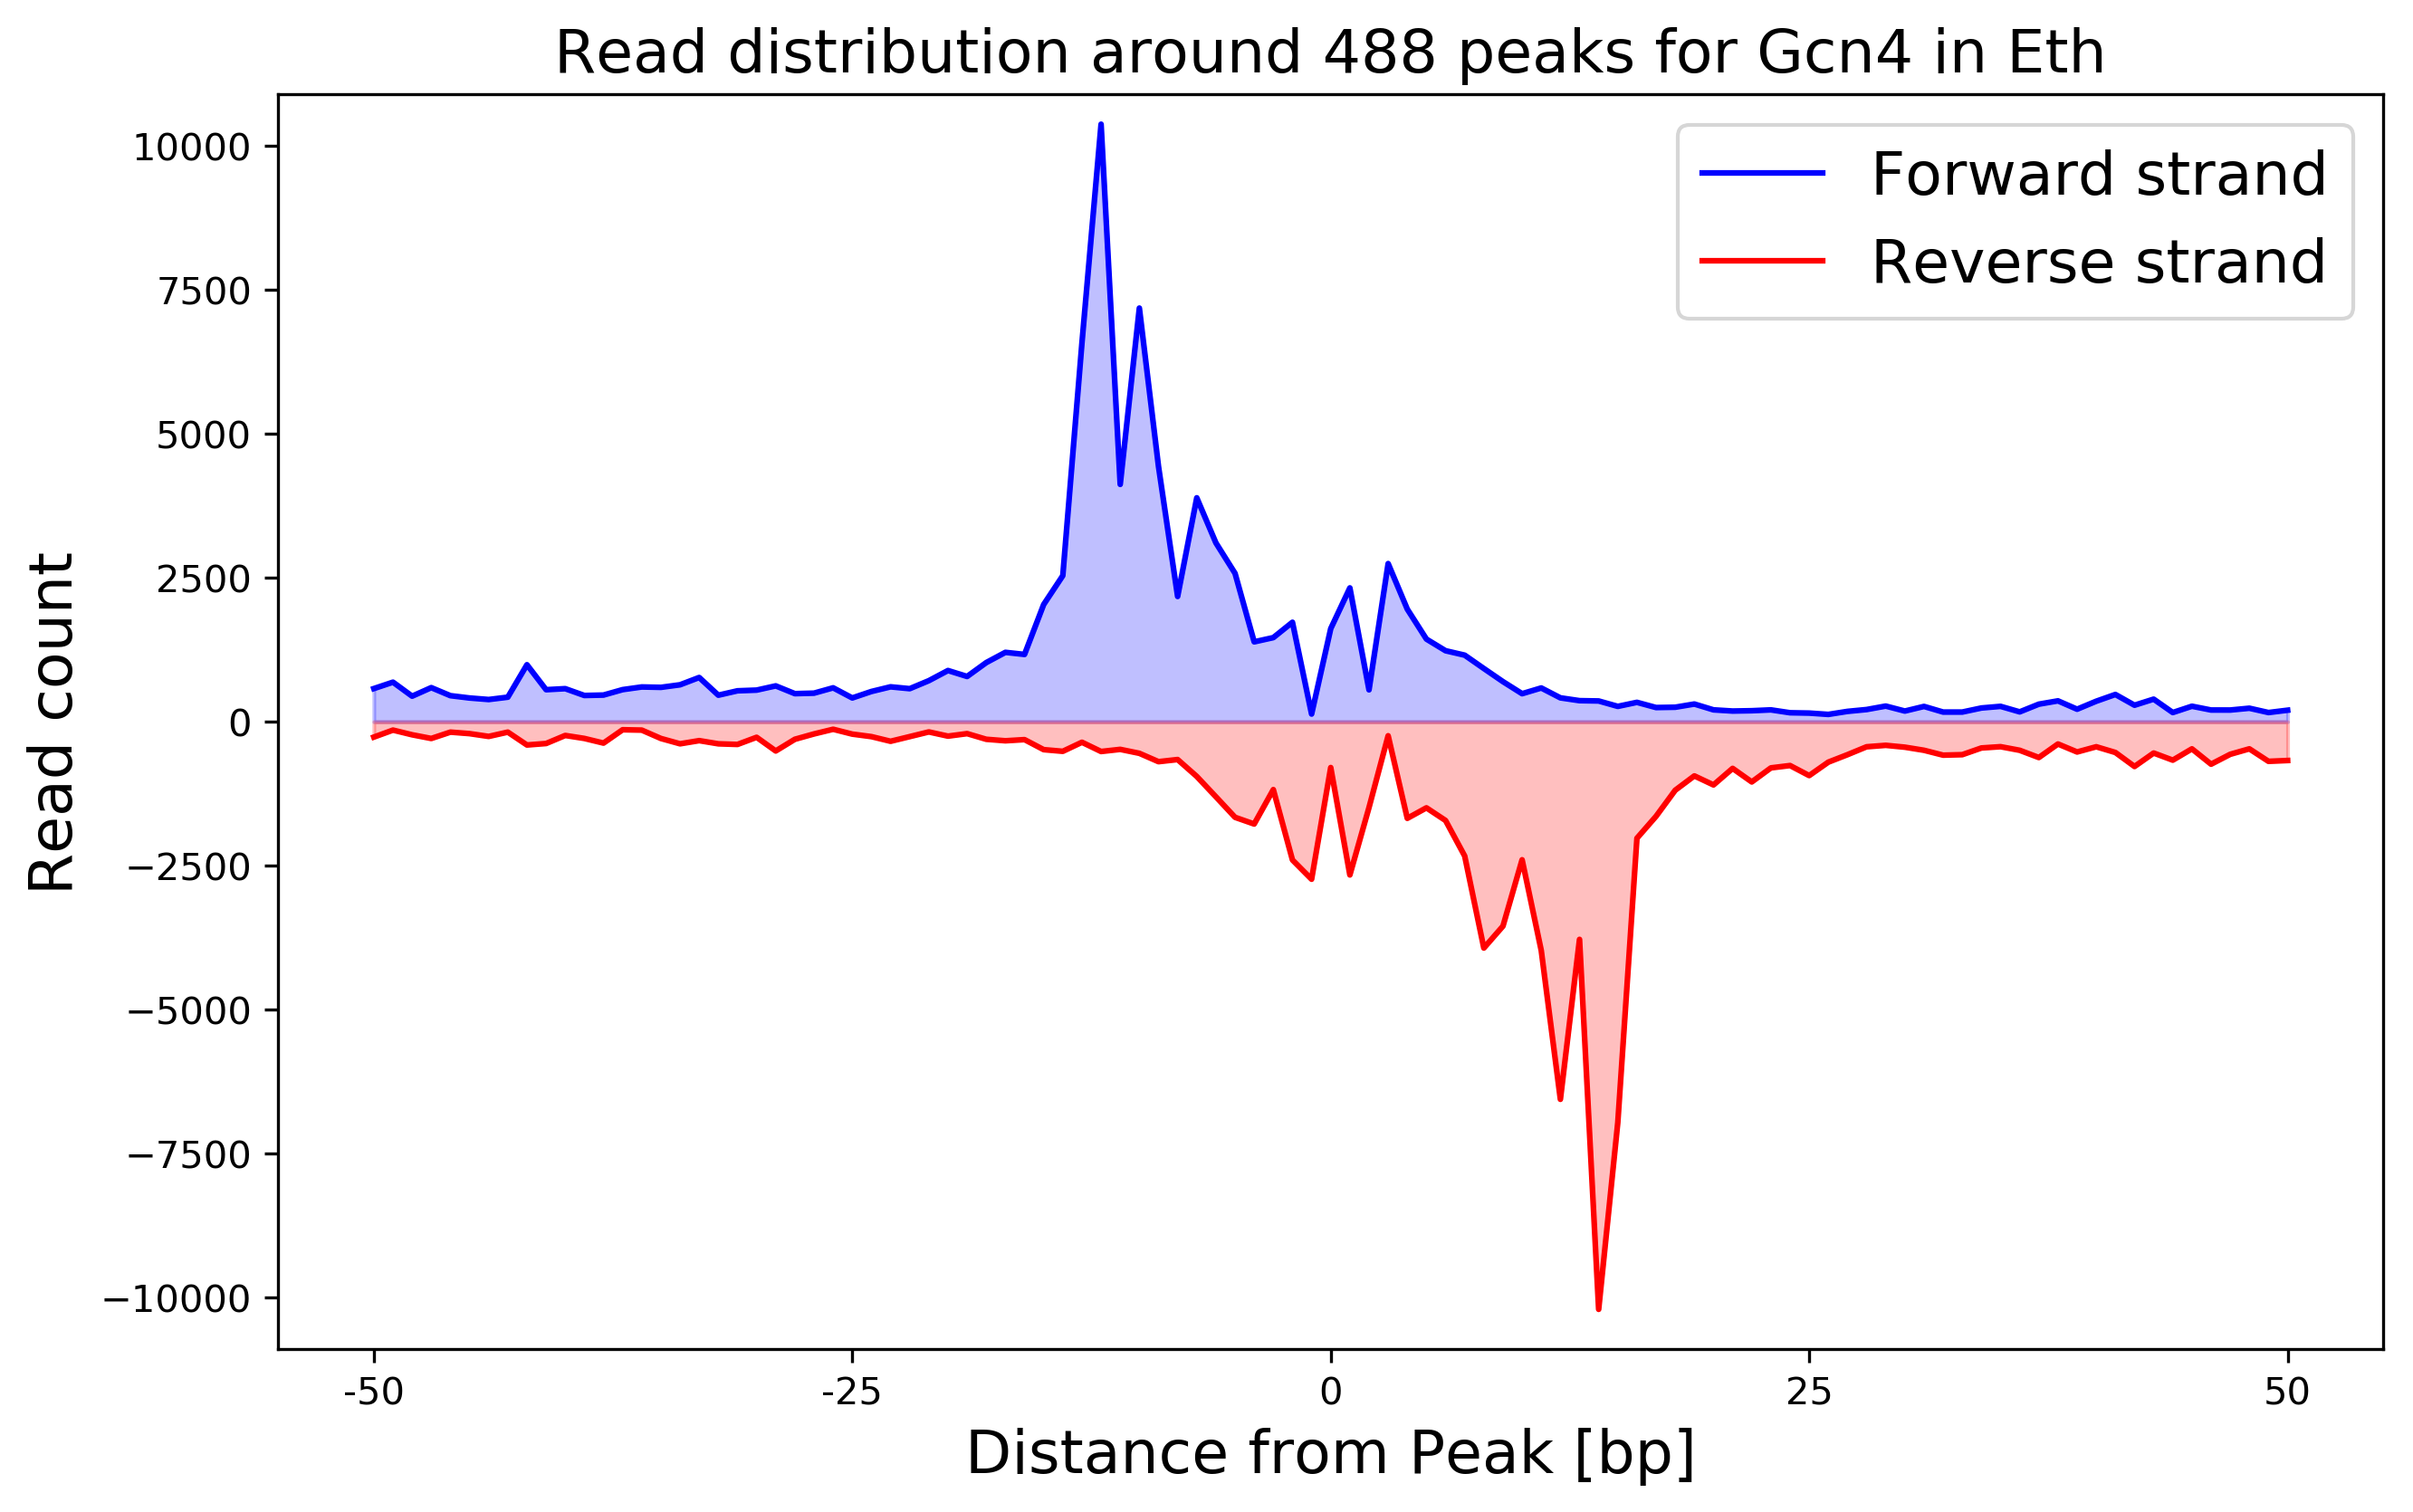 Read distribution around 488 peaks for Gcn4 in Eth
Forward strand
Reverse strand
Read count
10000
7500
5000
2500
0
−2500
−5000
−7500
−10000
-50
-25
0
25
50
Distance from Peak [bp]